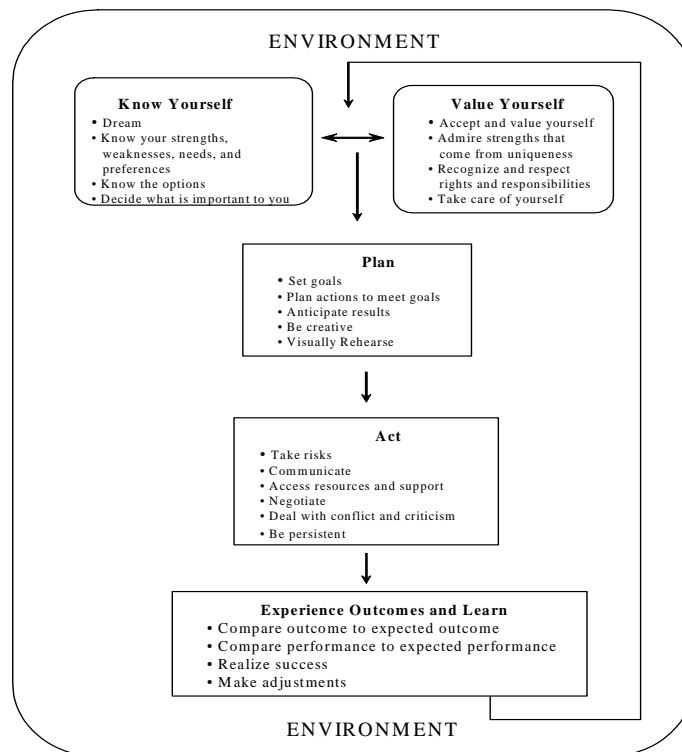 ENVIRONMENT
Know Yourself
• Dream
• Know your strengths,
weaknesses, needs, and
preferences
• Know the options
• Decide what is important to you
Value Yourself
• Accept and value yourself
• Admire strengths that
come from uniqueness
• Recognize and respect
rights and responsibilities
• Take care of yourself
Plan
• Set goals
• Plan actions to meet goals
• Anticipate results
• Be creative
• Visually Rehearse
Act
• Take risks
• Communicate
• Access resources and support
• Negotiate
• Deal with conflict and criticism
• Be persistent
Experience Outcomes and Learn
• Compare outcome to expected outcome
• Compare performance to expected performance
• Realize success
• Make adjustments
ENVIRONMENT